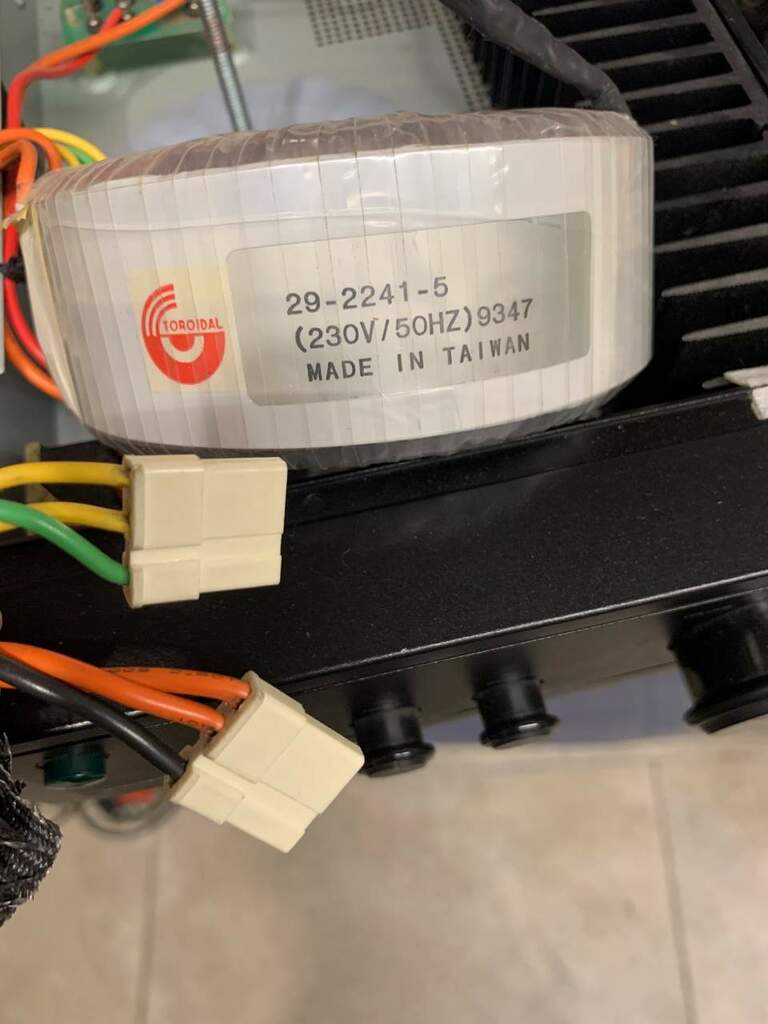 TOROIDAL
29-2241-5
(230V/50HZ)9347
MADE IN TAIWAN